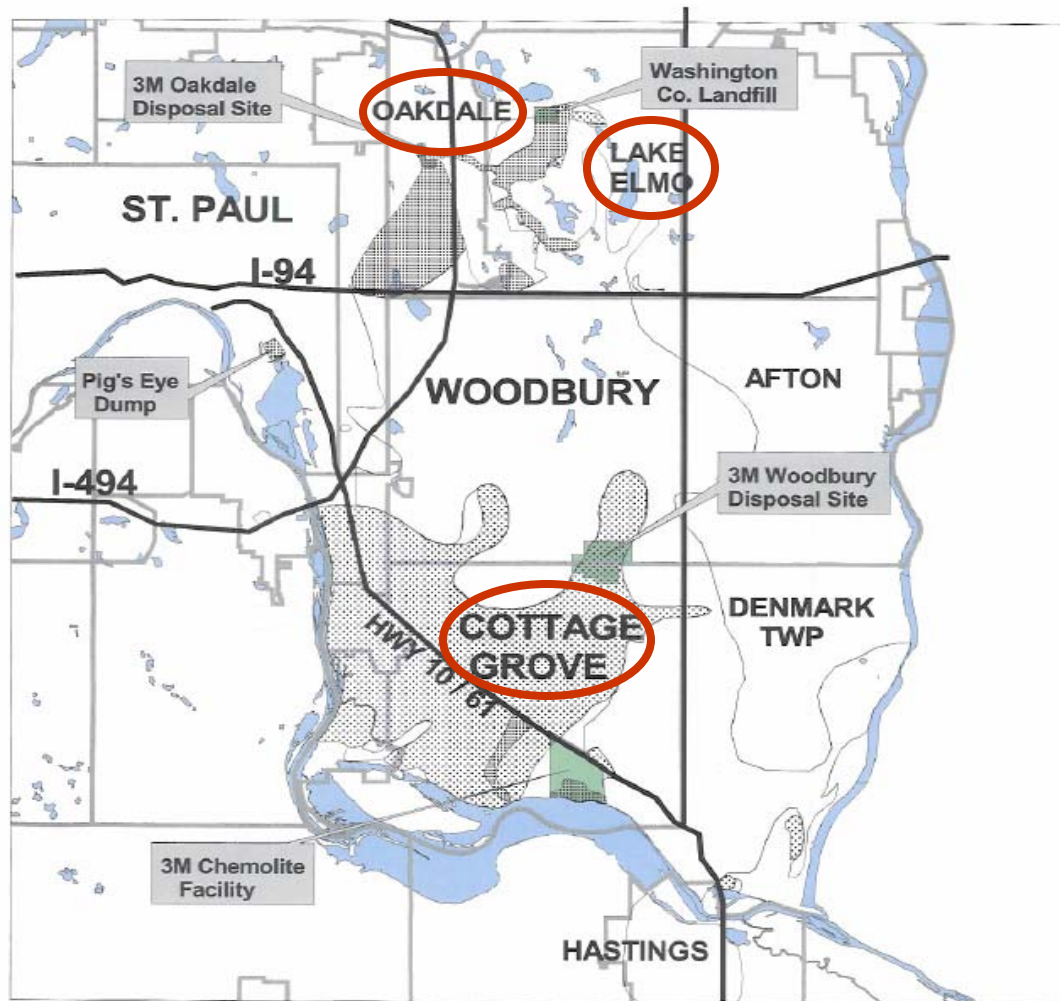 3M Oakdale
Disposal Site
OAKDALE
Washington
Co. Landfill
LAKE
ELMO
ST. PAUL
I-94
Pig's Eye
Dump
WOODBURY
AFTON
I-494
3M Woodbury
Disposal Site
COTTAGE
GROVE
DENMARK
TWP
HWY 10 / 61
3M Chemolite
Facility
HASTINGS